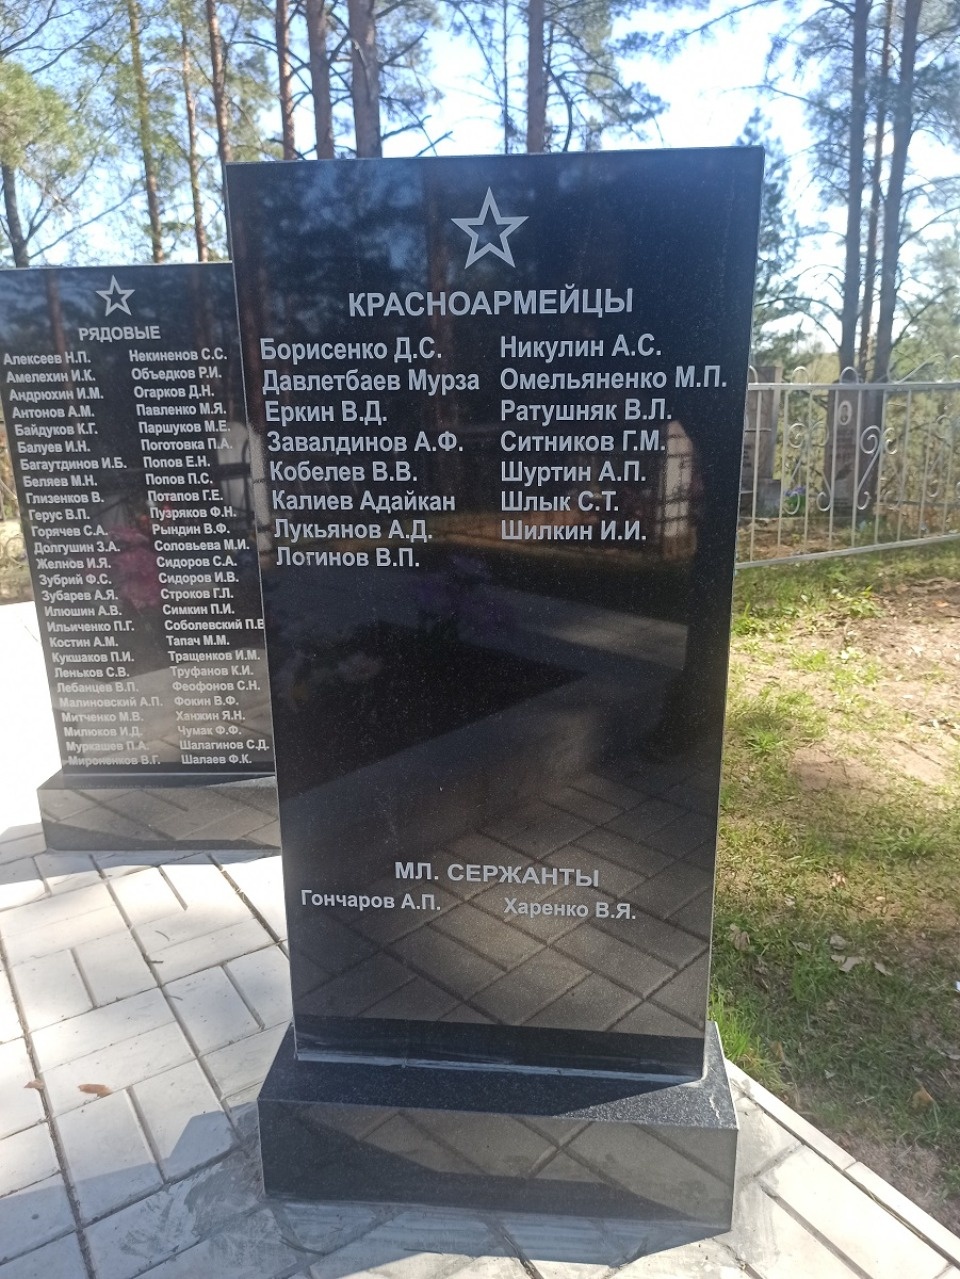 РЯДОВЫЕ
Алексеев Н.П. Некиненов С.С.
Амелехин И.К. Объедков Р.И.
Андрюхин И.М. Огарков Д.Н.
Антонов А.М. Павленко М.Я.
Байдуков К.Г. Паршуков М.Е.
Балуев И.Н. Поготовка П.А.
Багаутдинов И.Б. Попов Е.Н.
Беляев М.Н. Попов П.С.
Глизенков В. Потапов Г.Е.
Герус В.П. Пузряков Ф.Н.
Горячев С.А. Рындин В.Ф.
Долгушин З.А. Соловьева М.И.
Желнов И.Я. Сидоров С.А.
Зубрий Ф.С. Сидоров И.В.
Зубарев А.Я. Строков Г.Л.
Илюшин А.В. Симкин П.И.
Ильиченко П.Г. Соболевский П.В
Костин А.М. Тапач М.М.
Кукшаков П.И. Тращенков И.М.
Леньков С.В. Труфанов К.И.
Лебанцев В.П. Феофонов С.Н.
Малиновский А.П. Фокин В.Ф.
Митченко М.В. Ханжин Я.Н.
Милюков И.Д. Чумак Ф.Ф.
Муркашев П.А. Шалагинов С.Д.
Мироненков В.Г. Шалаев Ф.К.
КРАСНОАРМЕЙЦЫ
Борисенко Д.С. Никулин А.С.
Давлетбаев Мурза Омельяненко М.П.
Еркин В.Д. Ратушняк В.Л.
Завалдинов А.Ф. Ситников Г.М.
Кобелев В.В. Шуртин А.П.
Калиев Адайкан Шлык С.Т.
Лукьянов А.Д. Шилкин И.И.
Логинов В.П.
МЛ. СЕРЖАНТЫ
Гончаров А.П. Харенко В.Я.